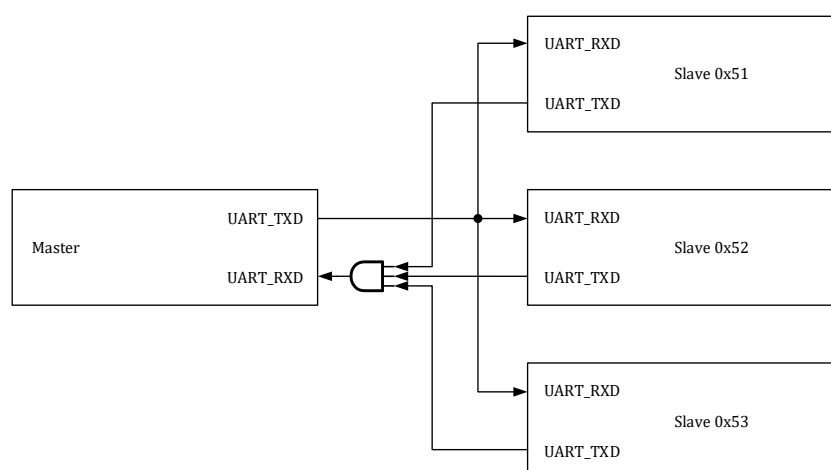 UART_RXD
Slave 0x51
UART_TXD
UART_TXD
UART_RXD
Master
Slave 0x52
UART_RXD
UART_TXD
UART_RXD
Slave 0x53
UART_TXD